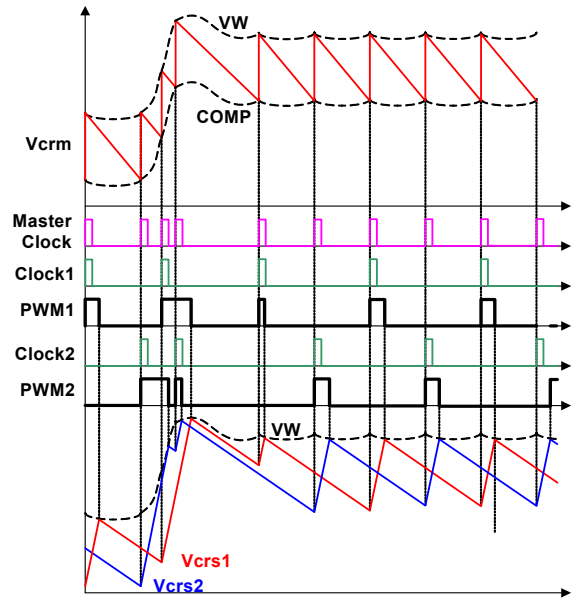 VW
COMP
Vcrm
Master
Clock
Clock1
PWM1
Clock2
PWM2
VW
Vcrs1
Vcrs2